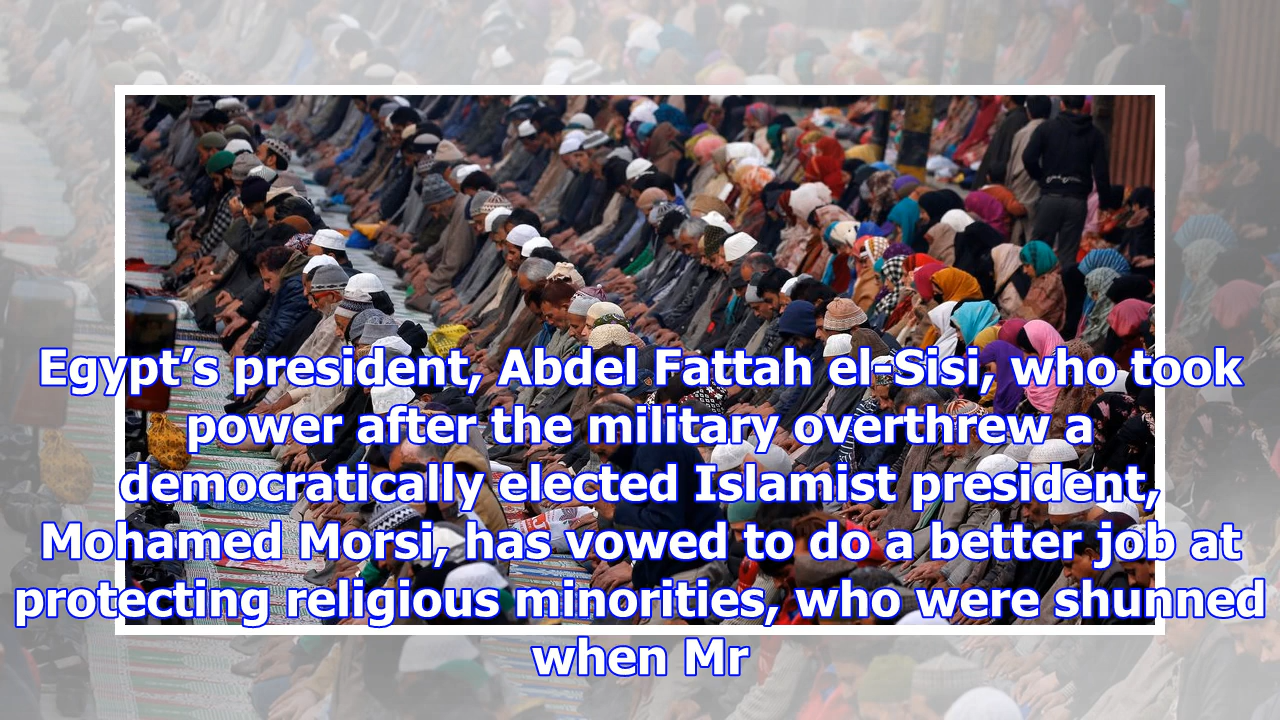 Egypt’s president, Abdel Fattah el-Sisi, who took
power after the military overthrew a
democratically elected Islamist president,
Mohamed Morsi, has vowed to do a better job at
protecting religious minorities, who were shunned
when Mr